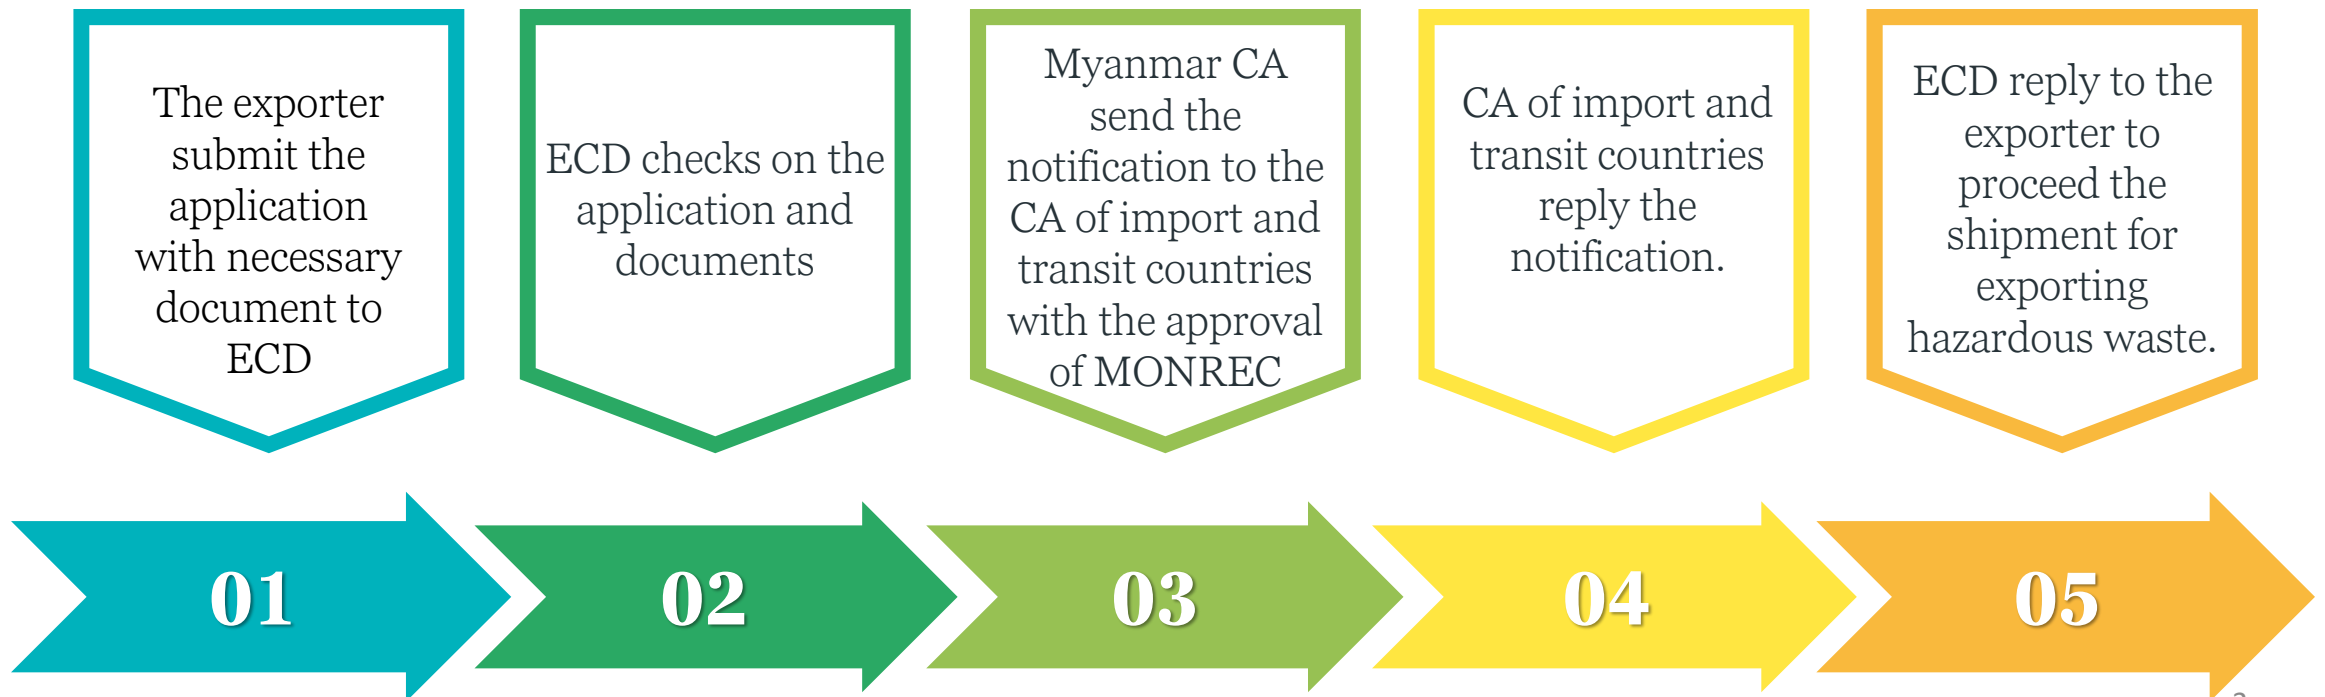 The exporter
submit the
application
with necessary
document to
ECD
ECD checks on the
application and
documents
Myanmar CA
send the
notification to the
CA of import and
transit countries
with the approval
of MONREC
CA of import and
transit countries
reply the
notification.
ECD reply to the
exporter to
proceed the
shipment for
exporting
hazardous waste.
01
02
03
04
05